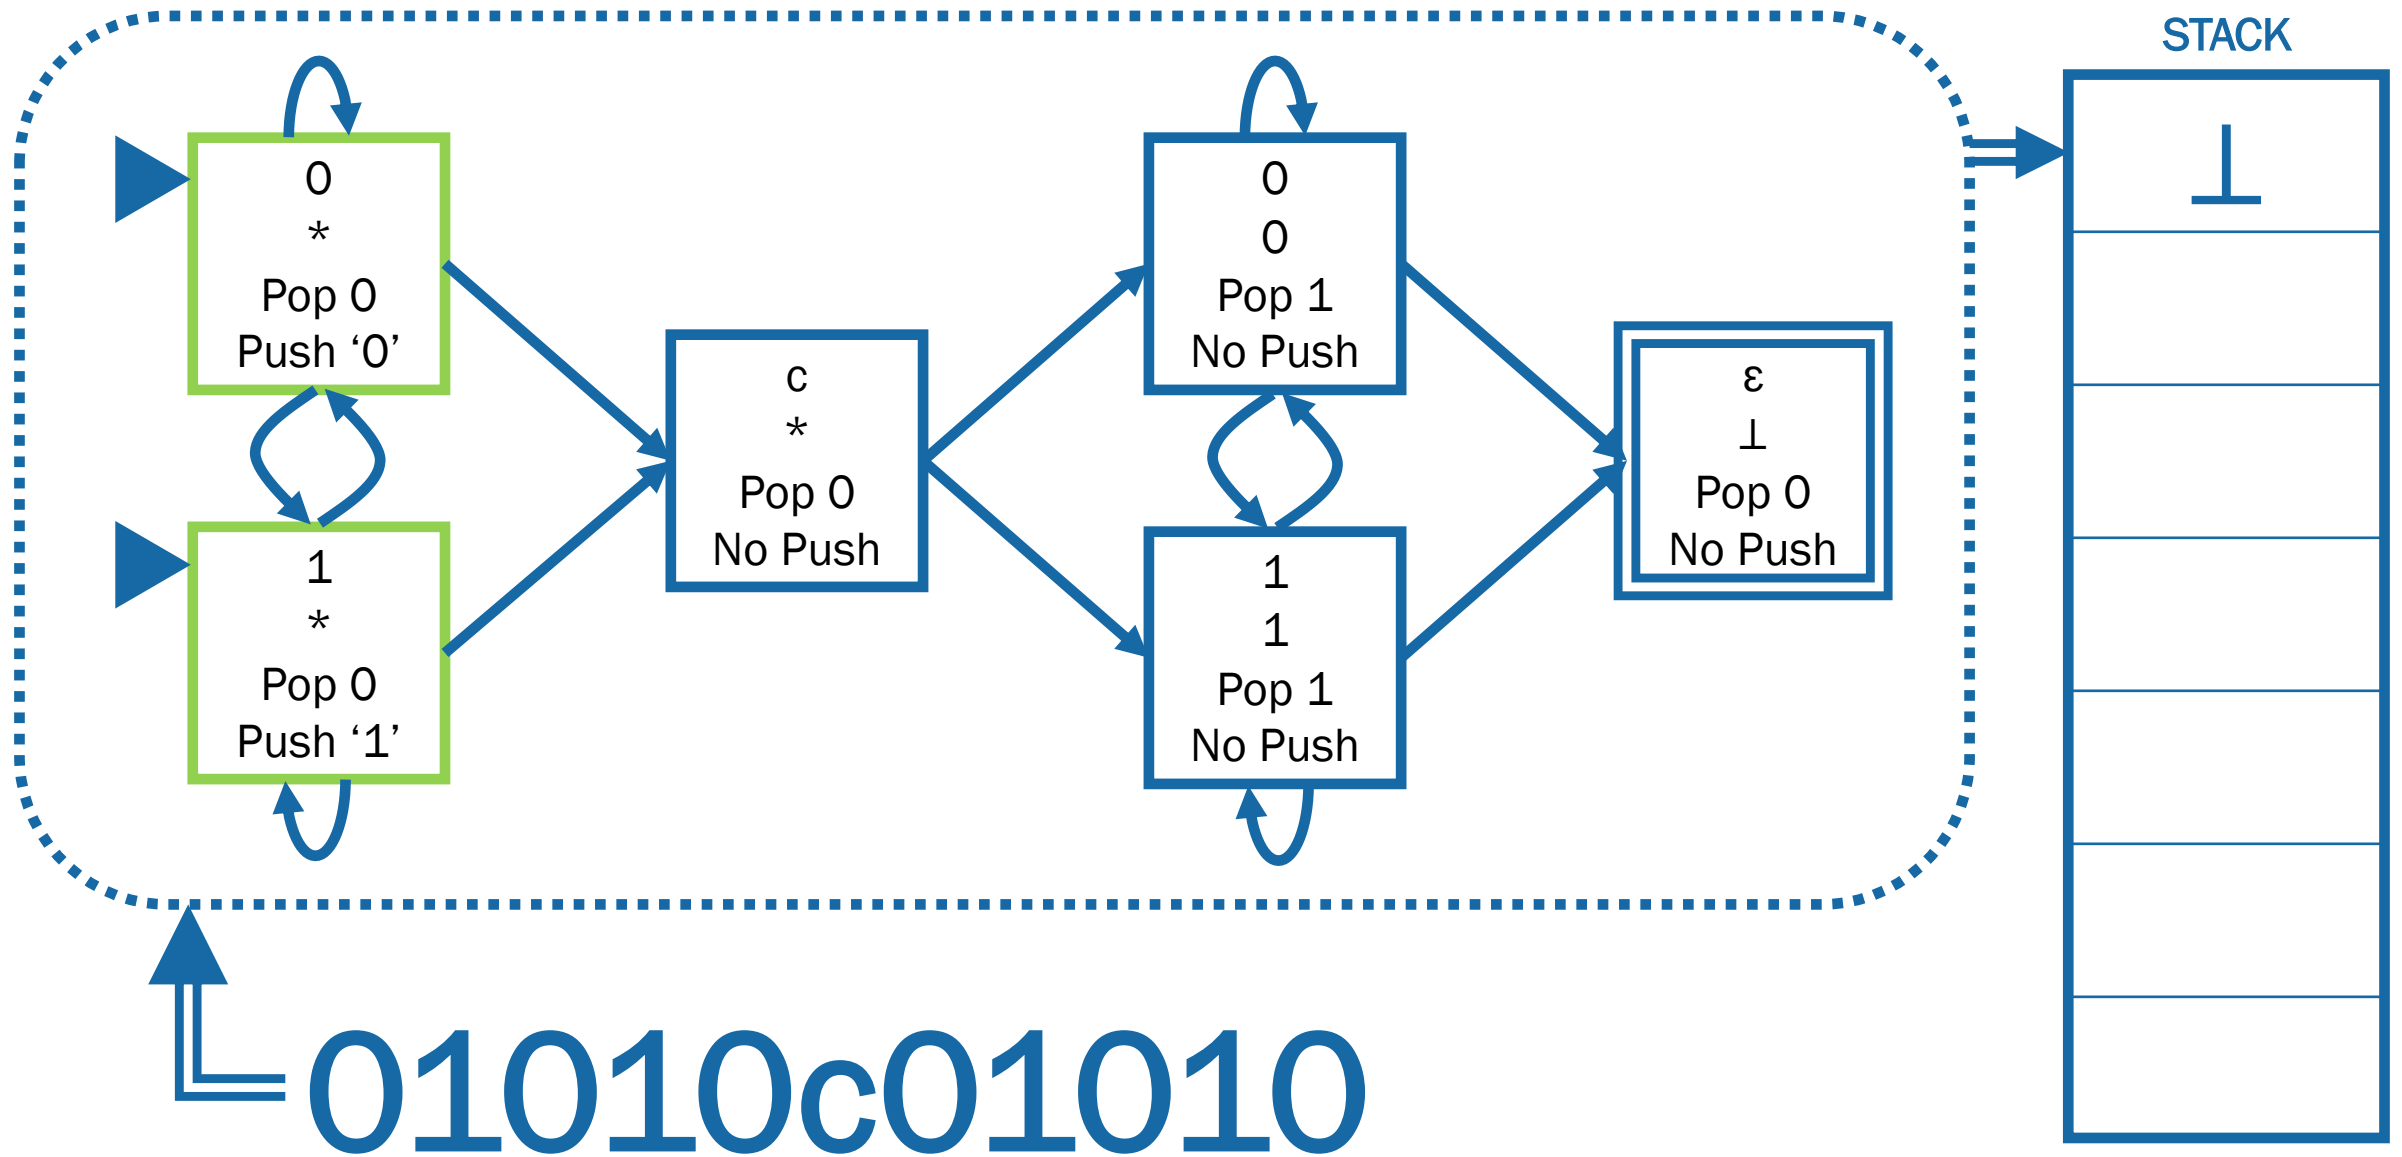 STACK
⊥
0
*
Pop 0
Push ‘0’
1
*
Pop 0
Push ‘1’
c
*
Pop 0
No Push
0
0
Pop 1
No Push
1
1
Pop 1
No Push
ε
⊥
Pop 0
No Push
01010c01010